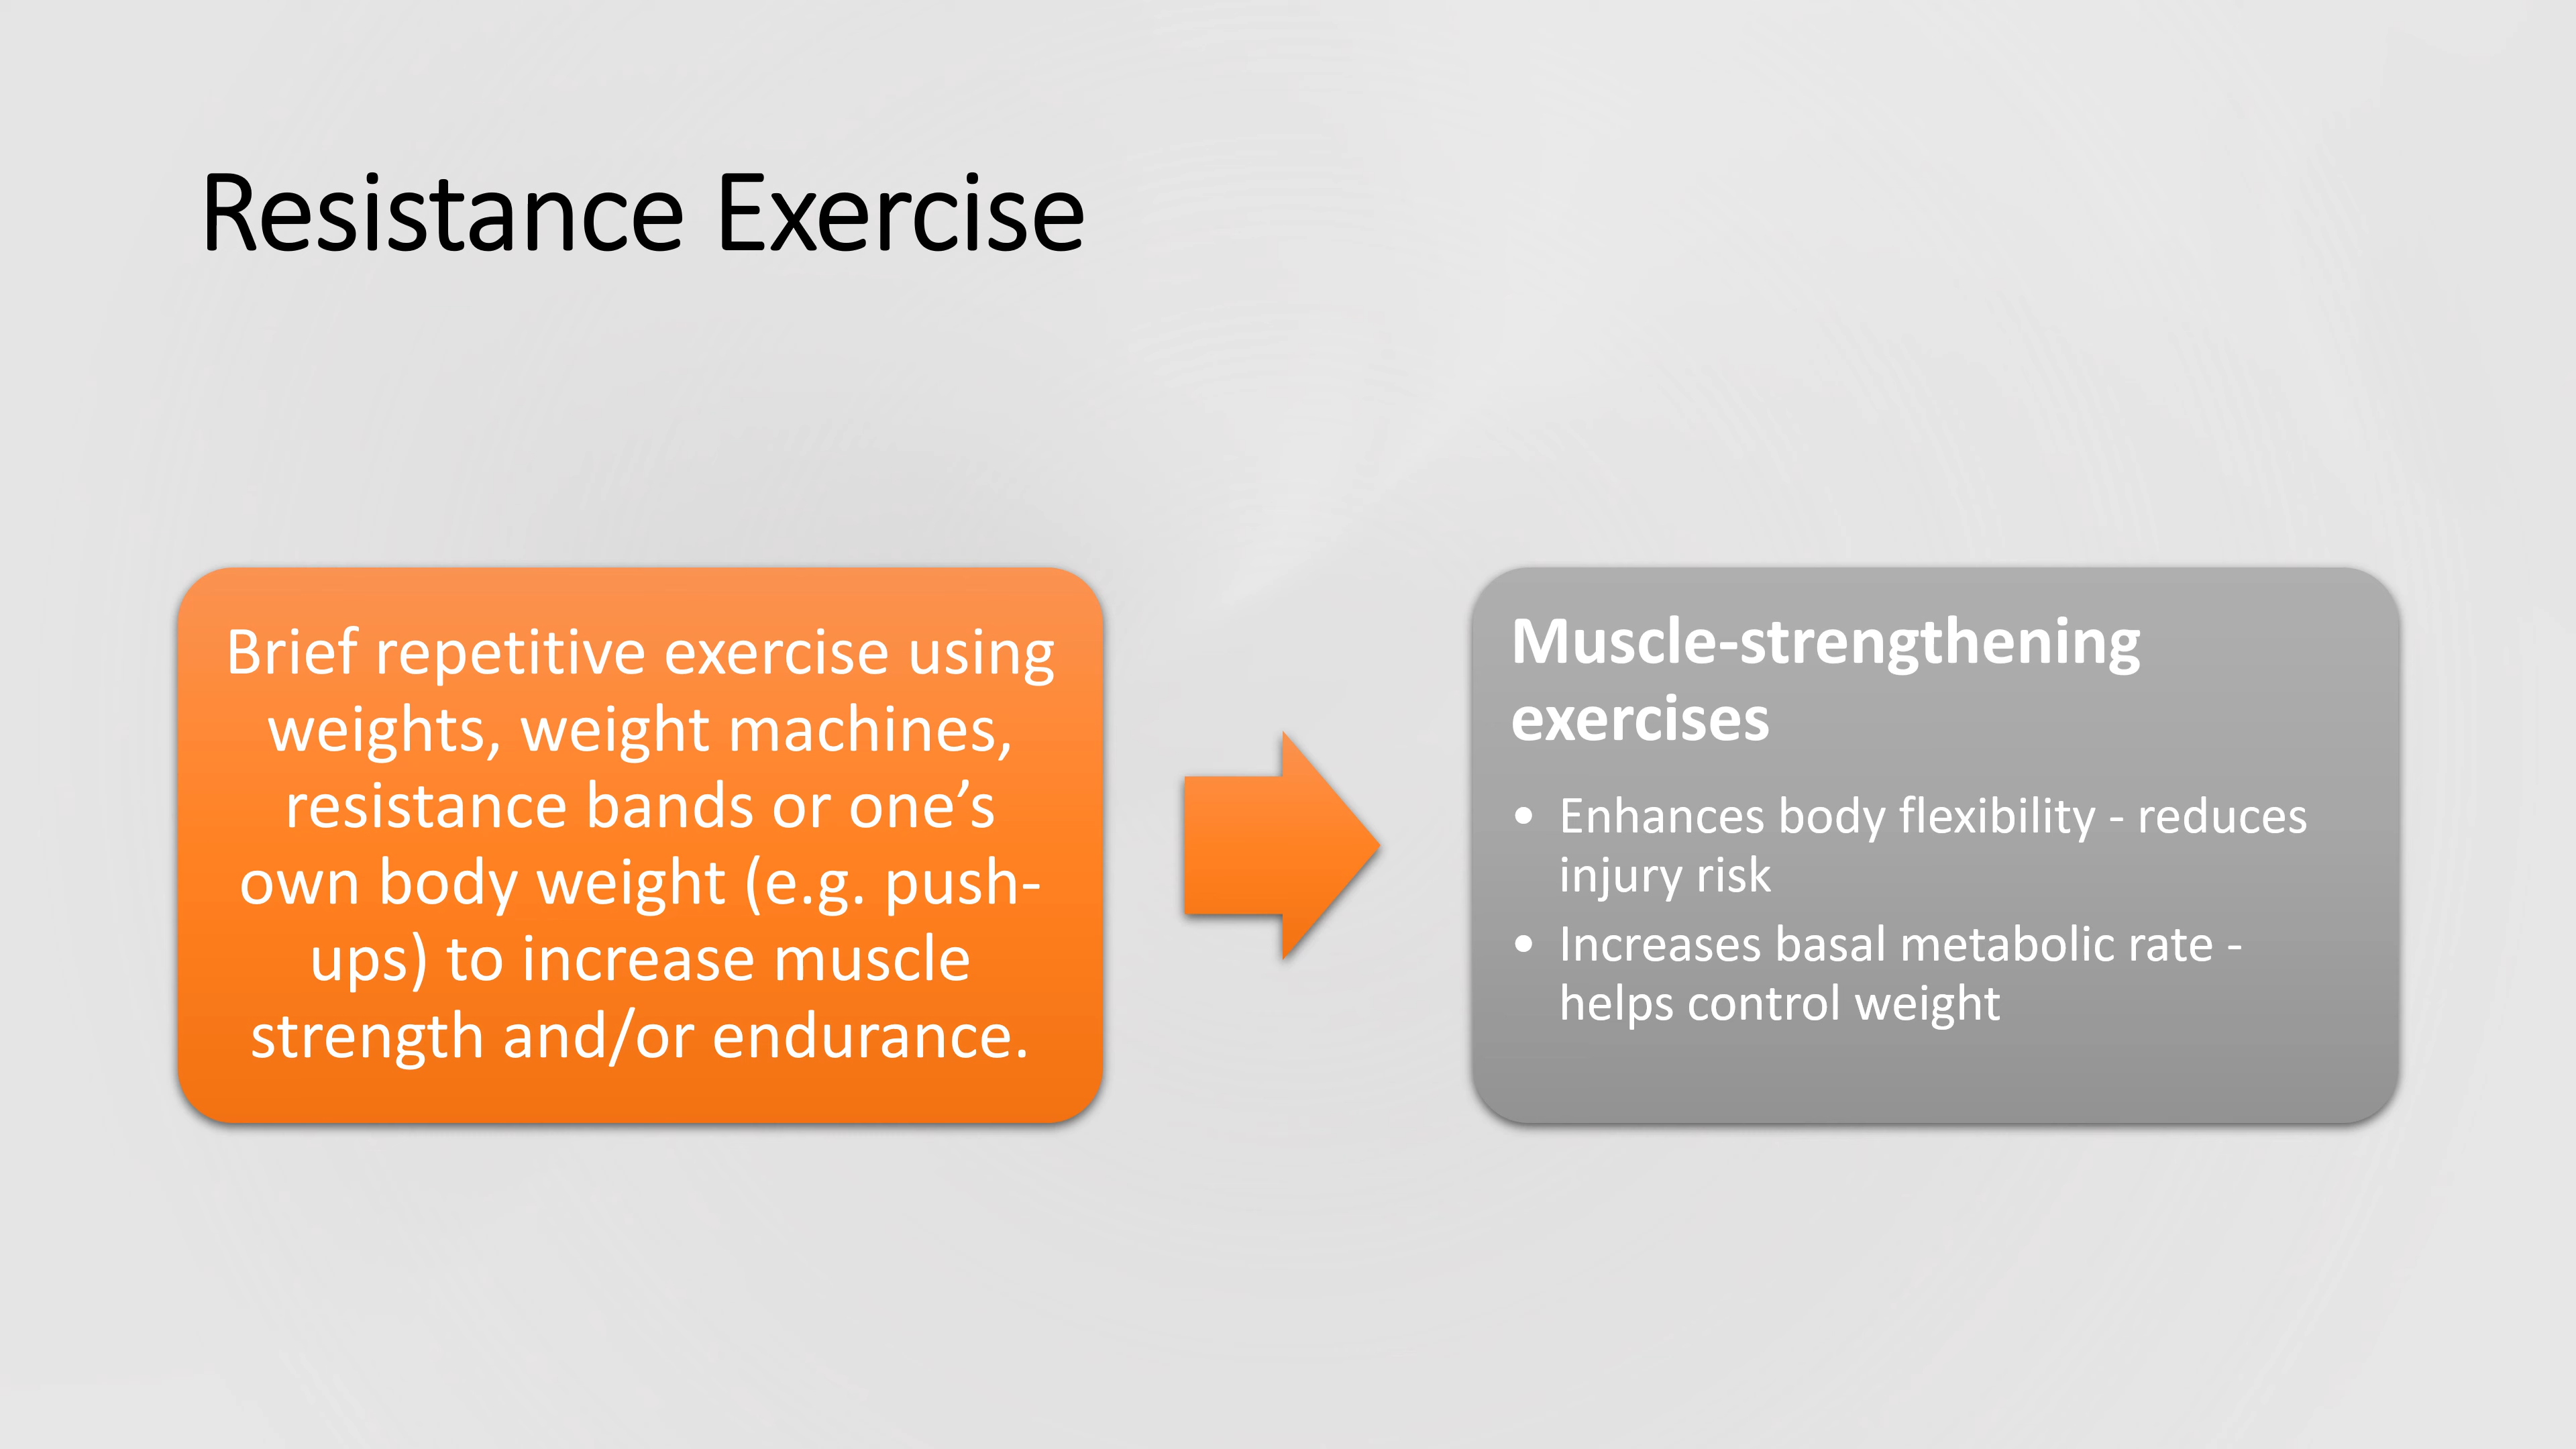 Resistance Exercise
Brief repetitive exercise using
weights, weight machines,
resistance bands or one’s
own body weight (e.g. push-
ups) to increase muscle
strength and/or endurance.
Muscle-strengthening
exercises
• Enhances body flexibility - reduces
injury risk
• Increases basal metabolic rate -
helps control weight